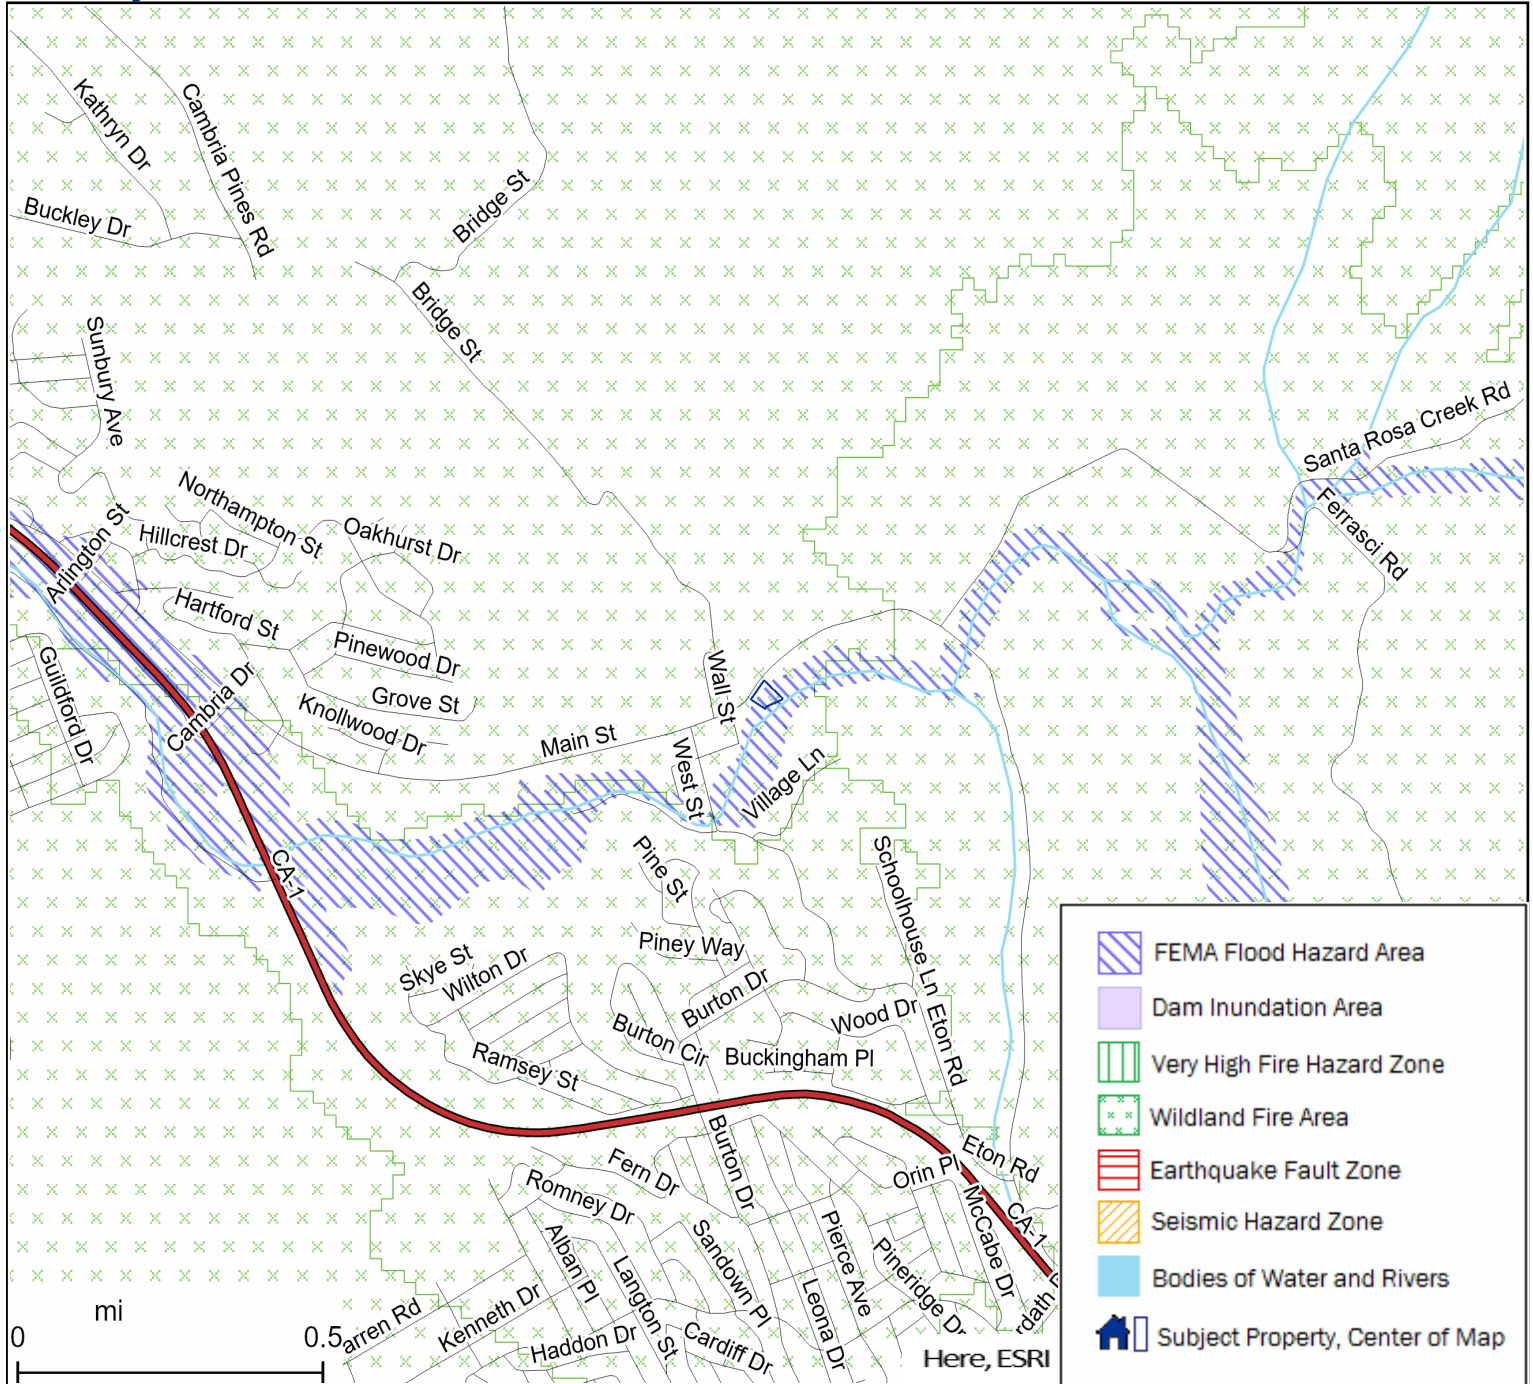 Kathryn Dr
Cambria Pines Rd
Buckley Dr
Bridge St
Bridge St
Sunbury Ave
Santa Rosa Creek Rd
Ferrasci Rd
Northampton St
Oakhurst Dr
Hillcrest Dr
Arlington St
Hartford St
Pinewood Dr
Guildford Dr
Cambria Dr
Grove St
Knollwood Dr
Main St
Wall St
West St
Village Ln
CA-1
Pine St
Schoolhouse Ln
Piney Way
Skye St
Wilton Dr
Burton Dr
Wood Dr
Burton Cir
Buckingham Pl
Eton Rd
Ramsey St
Fern Dr
Burton Dr
Orin Pl
Eton Rd
Romney Dr
McCabe Dr
CA-1
Alban Pl
Sandown Pl
Pierce Ave
Pineridge Dr
Langton St
Leona Dr
Kenneth Dr
arren Rd
Haddon Dr
Cardiff Dr
rdath
mi
0 0.5
Here, ESRI
FEMA Flood Hazard Area
Dam Inundation Area
Very High Fire Hazard Zone
Wildland Fire Area
Earthquake Fault Zone
Seismic Hazard Zone
Bodies of Water and Rivers
Subject Property, Center of Map